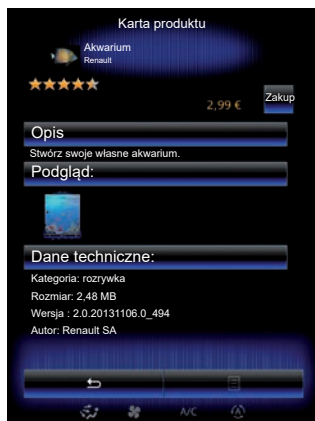 Karta produktu
Akwarium
Renault
2,99 €
Zakup
Opis
Stwórz swoje własne akwarium.
Podgląd:
Dane techniczne:
Kategoria: rozrywka
Rozmiar: 2,48 MB
Wersja : 2.0.20131106.0_494
Autor: Renault SA
A/C